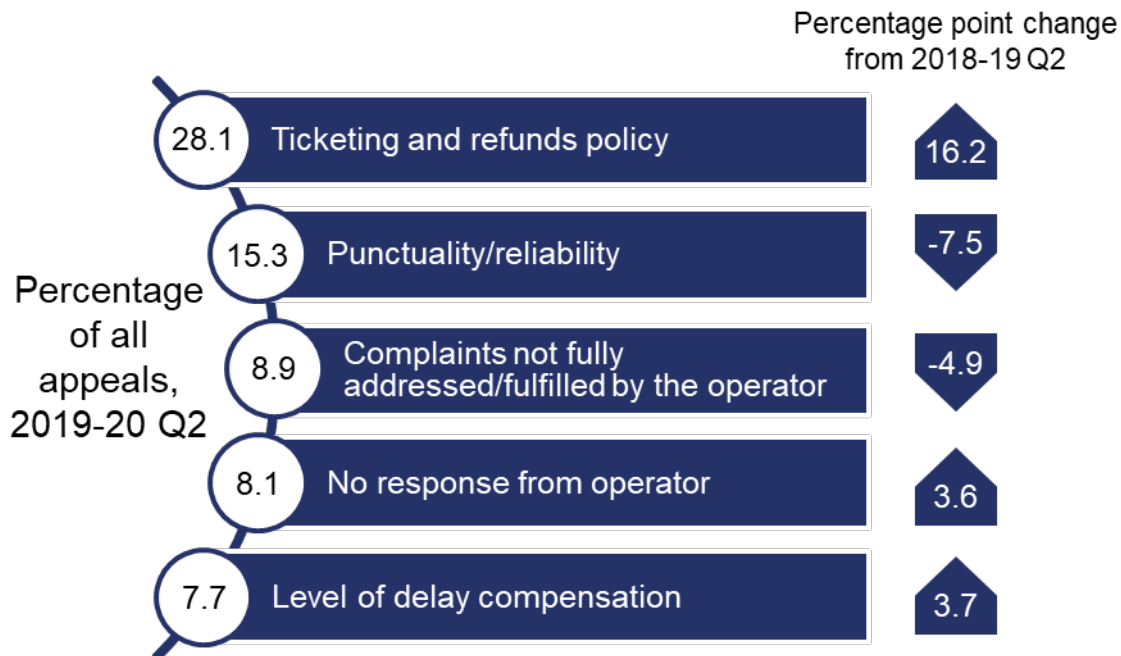 Percentage point change
from 2018-19 Q2
28.1 Ticketing and refunds policy 16.2
15.3 Punctuality/reliability -7.5
Percentage
of all
appeals,
2019-20 Q2
8.9 Complaints not fully
addressed/fulfilled by the operator -4.9
8.1 No response from operator 3.6
7.7 Level of delay compensation 3.7